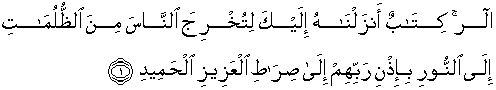 الٓر ۚ كِتَـٰبٌ أَنزَلْنَـٰهُ إِلَيْكَ لِتُخْرِجَ ٱلنَّاسَ مِنَ ٱلظُّلُمَـٰتِ
إِلَى ٱلنُّورِ بِإِذْنِ رَبِّهِمْ إِلَىٰ صِرَٰطِ ٱلْعَزِيزِ ٱلْحَمِيدِ ﴿١﴾